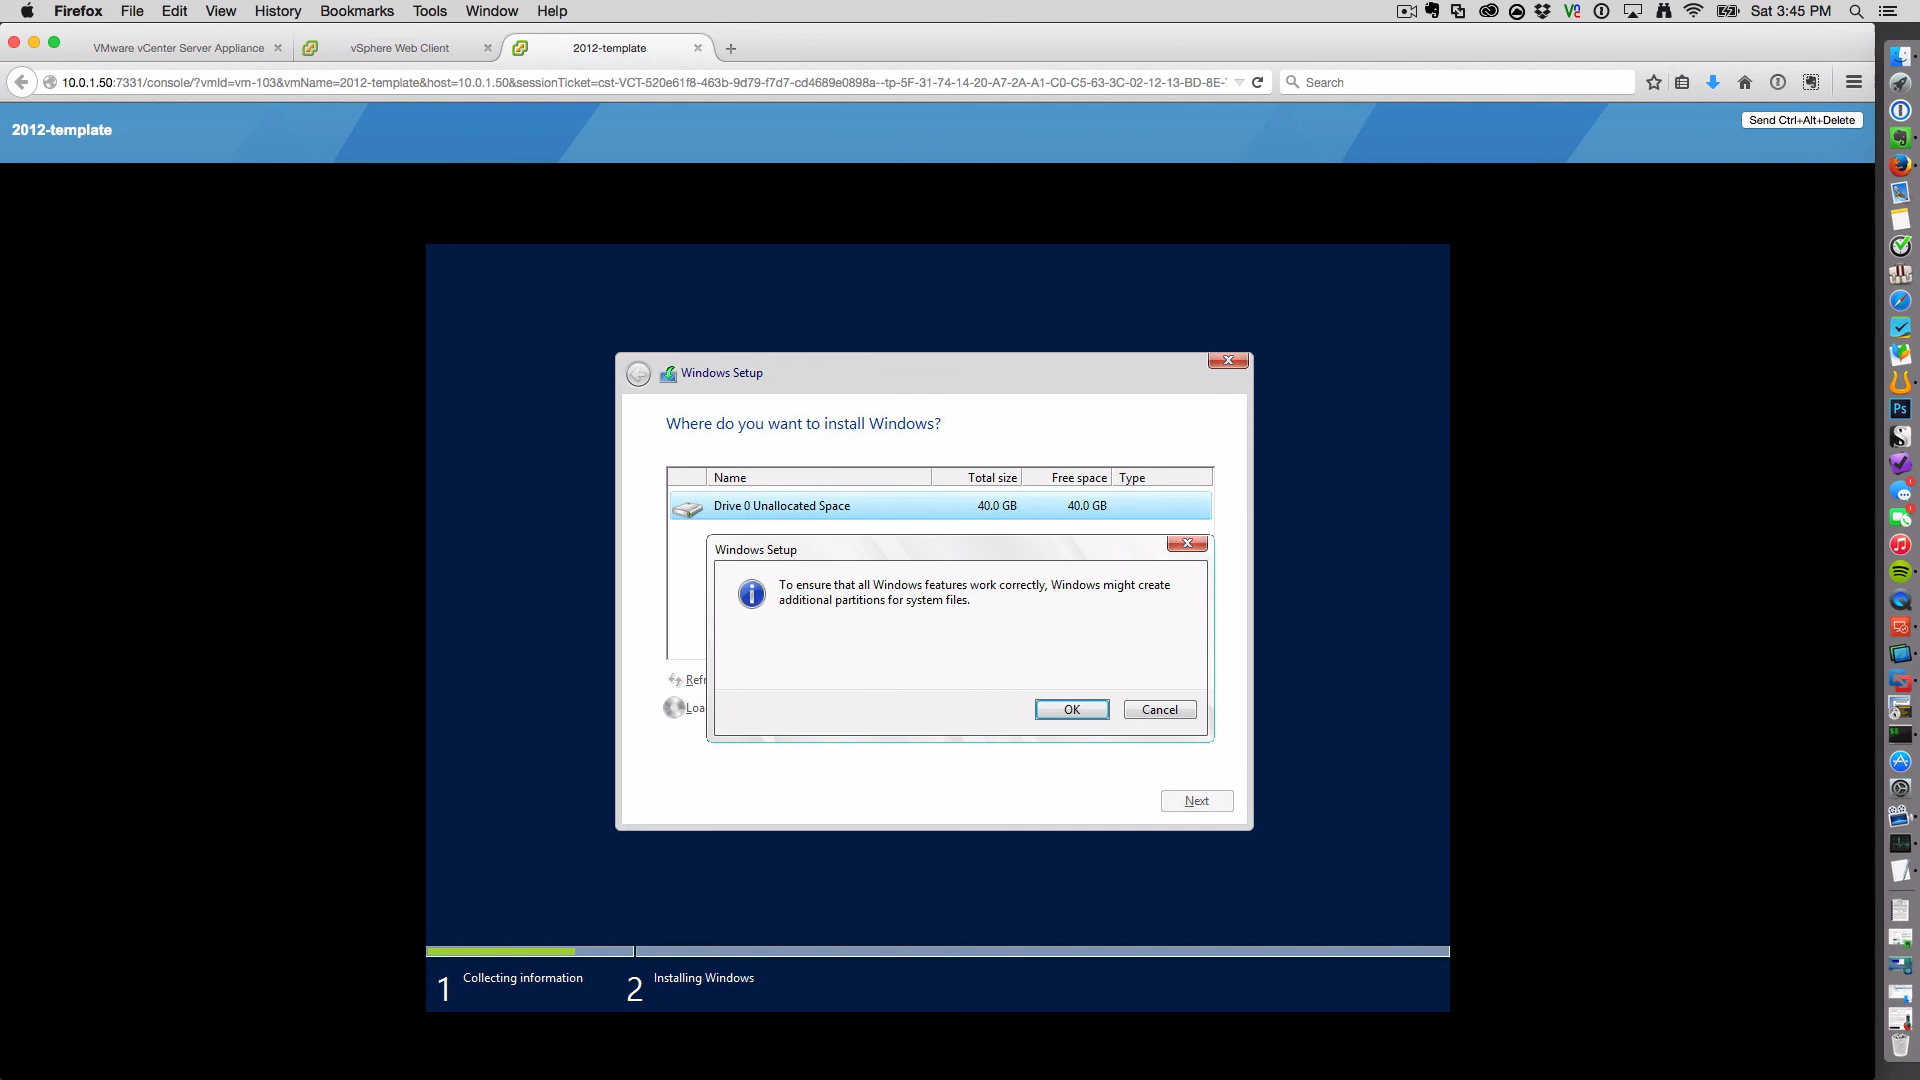 Firefox File Edit View History Bookmarks Tools Window Help Sat 3:45 PM
VMware vCenter Server Appliance
vSphere Web Client
2012-template
10.0.1.50:7331/console/?vmId=vm-103&vmName=2012-template&host=10.0.1.50&sessionTicket=cst-VCT-520e61f8-463b-9d79-f7d7-cd4689e0898a--tp-5F-31-74-14-20-A7-2A-A1-C0-C5-63-3C-02-12-13-BD-8E-
Search
2012-template
Send Ctrl+Alt+Delete
Windows Setup
Where do you want to install Windows?
Name Total size Free space Type
Drive 0 Unallocated Space 40.0 GB 40.0 GB
Windows Setup
To ensure that all Windows features work correctly, Windows might create
additional partitions for system files.
Refr
Loa
OK Cancel
Next
1 Collecting information 2 Installing Windows
Ps